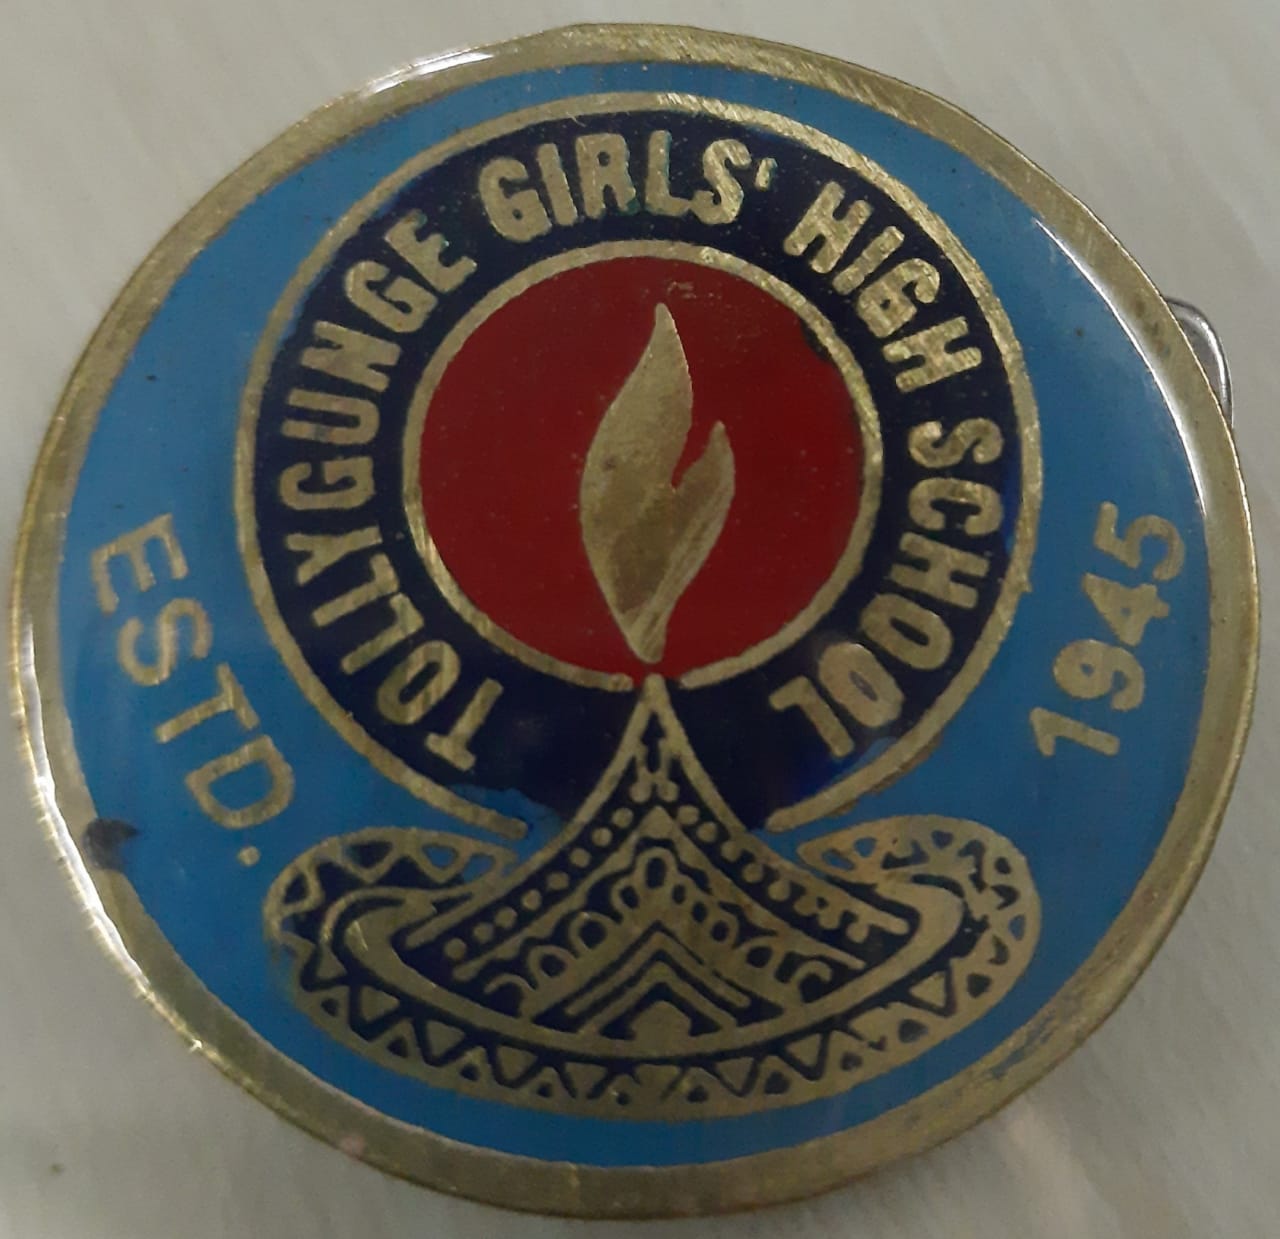 TOLLYGUNGE GIRLS' HIGH SCHOOL
ESTD. 1945